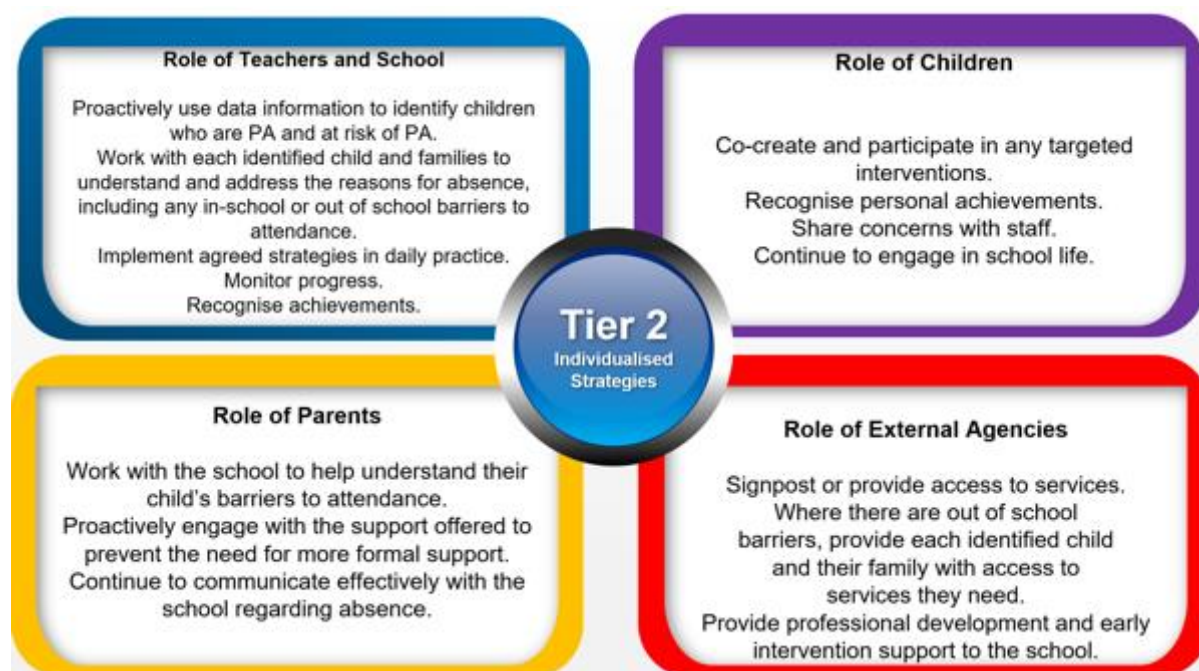 Role of Teachers and School
Proactively use data information to identify children
who are PA and at risk of PA.
Work with each identified child and families to
understand and address the reasons for absence,
including any in-school or out of school barriers to
attendance.
Implement agreed strategies in daily practice.
Monitor progress.
Recognise achievements.
Role of Children
Co-create and participate in any targeted
interventions.
Recognise personal achievements.
Share concerns with staff.
Continue to engage in school life.
Tier 2
Individualised
Strategies
Role of Parents
Work with the school to help understand their
child's barriers to attendance.
Proactively engage with the support offered to
prevent the need for more formal support.
Continue to communicate effectively with the
school regarding absence.
Role of External Agencies
Signpost or provide access to services.
Where there are out of school
barriers, provide each identified child
and their family with access to
services they need.
Provide professional development and early
intervention support to the school.